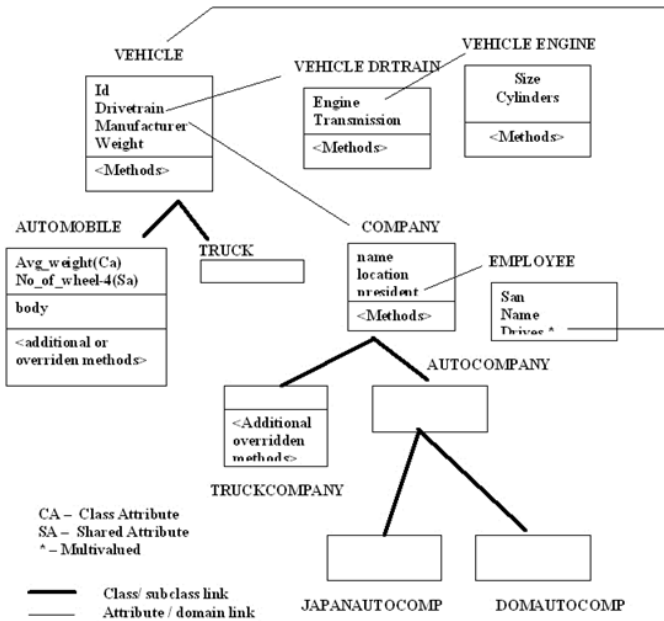 VEHICLE
Id
Drivetrain
Manufacturer
Weight
<Methods>
VEHICLE DRTRAIN
Engine
Transmission
<Methods>
VEHICLE ENGINE
Size
Cylinders
<Methods>
AUTOMOBILE
Avg_weight(Ca)
No_of_wheel-4(Sa)
body
<additional or
overriden methods>
TRUCK
COMPANY
name
location
president
<Methods>
EMPLOYEE
San
Name
Drives *
AUTOCOMPANY
<Additional
overridden
methods>
TRUCKCOMPANY
JAPANAUTOCOMP
DOMAUTOCOMP
CA – Class Attribute
SA – Shared Attribute
* – Multivalued
Class/ subclass link
Attribute / domain link